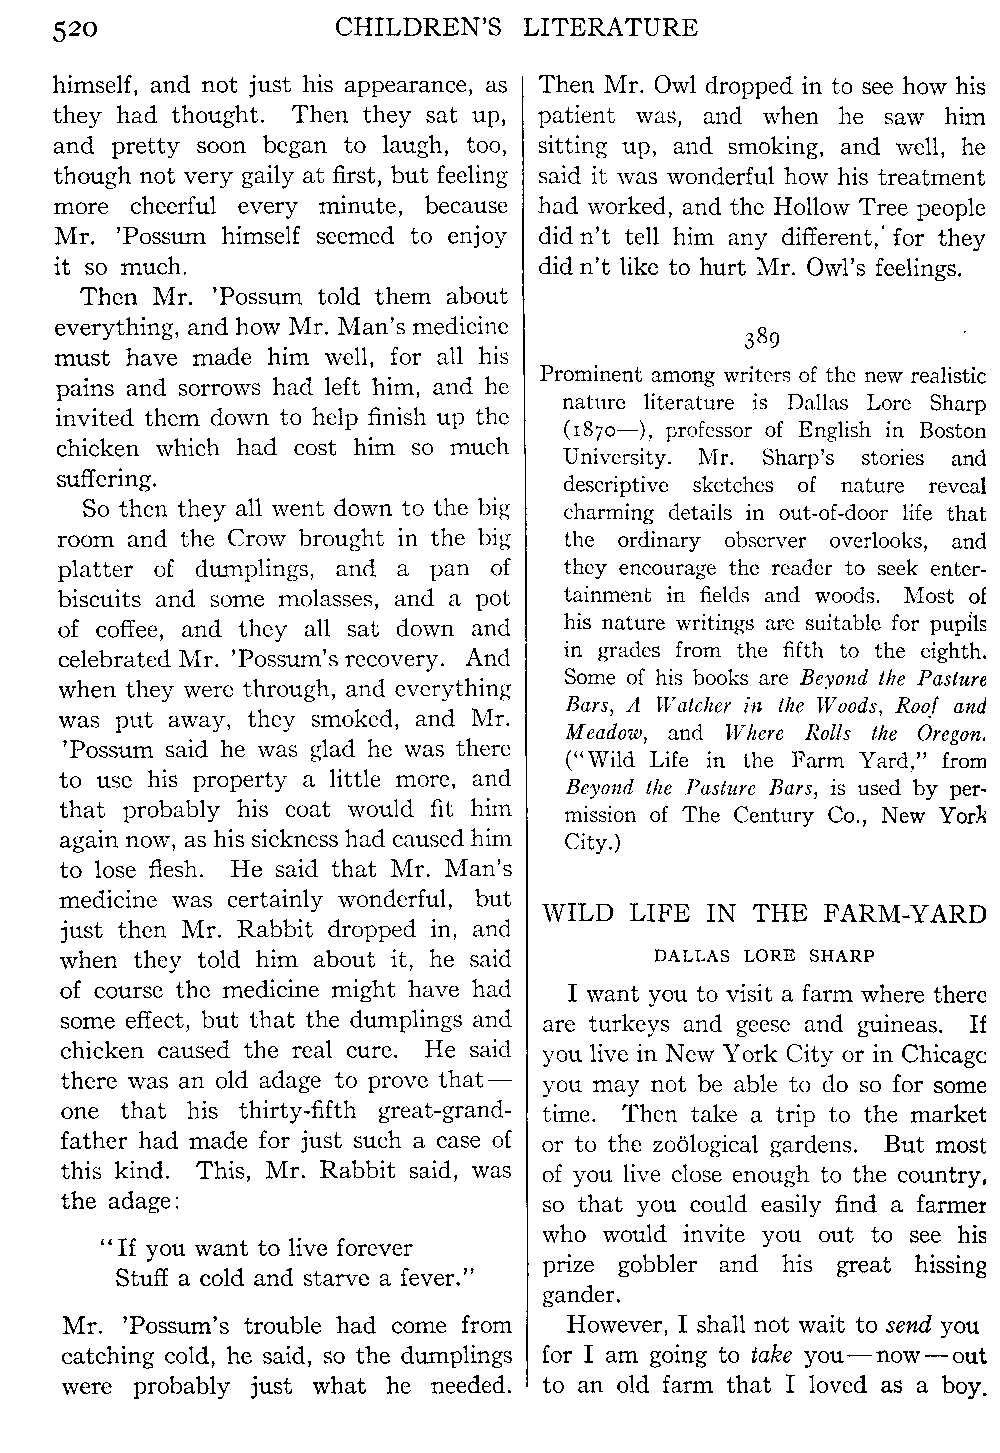 520 CHILDREN'S LITERATURE
himself, and not just his appearance, as
they had thought. Then they sat up,
and pretty soon began to laugh, too,
though not very gaily at first, but feeling
more cheerful every minute, because
Mr. 'Possum himself seemed to enjoy
it so much.
Then Mr. 'Possum told them about
everything, and how Mr. Man's medicine
must have made him well, for all his
pains and sorrows had left him, and he
invited them down to help finish up the
chicken which had cost him so much
suffering.
So then they all went down to the big
room and the Crow brought in the big
platter of dumplings, and a pan of
biscuits and some molasses, and a pot
of coffee, and they all sat down and
celebrated Mr. 'Possum's recovery. And
when they were through, and everything
was put away, they smoked, and Mr.
'Possum said he was glad he was there
to use his property a little more, and
that probably his coat would fit him
again now, as his sickness had caused him
to lose flesh. He said that Mr. Man's
medicine was certainly wonderful, but
just then Mr. Rabbit dropped in, and
when they told him about it, he said
of course the medicine might have had
some effect, but that the dumplings and
chicken caused the real cure. He said
there was an old adage to prove that—
one that his thirty-fifth great-grand-
father had made for just such a case of
this kind. This, Mr. Rabbit said, was
the adage:
"If you want to live forever
Stuff a cold and starve a fever."
Mr. 'Possum's trouble had come from
catching cold, he said, so the dumplings
were probably just what he needed.
Then Mr. Owl dropped in to see how his
patient was, and when he saw him
sitting up, and smoking, and well, he
said it was wonderful how his treatment
had worked, and the Hollow Tree people
did n't tell him any different, for they
did n't like to hurt Mr. Owl's feelings.
389
Prominent among writers of the new realistic
nature literature is Dallas Lore Sharp
(1870—), professor of English in Boston
University. Mr. Sharp's stories and
descriptive sketches of nature reveal
charming details in out-of-door life that
the ordinary observer overlooks, and
they encourage the reader to seek enter-
tainment in fields and woods. Most of
his nature writings are suitable for pupils
in grades from the fifth to the eighth.
Some of his books are Beyond the Pasture
Bars, A Watcher in the Woods, Roof and
Meadow, and Where Rolls the Oregon.
("Wild Life in the Farm Yard," from
Beyond the Pasture Bars, is used by per-
mission of The Century Co., New York
City.)
WILD LIFE IN THE FARM-YARD
DALLAS LORE SHARP
I want you to visit a farm where there
are turkeys and geese and guineas. If
you live in New York City or in Chicago
you may not be able to do so for some
time. Then take a trip to the market
or to the zoölogical gardens. But most
of you live close enough to the country,
so that you could easily find a farmer
who would invite you out to see his
prize gobbler and his great hissing
gander.
However, I shall not wait to send you
for I am going to take you—now—out
to an old farm that I loved as a boy.